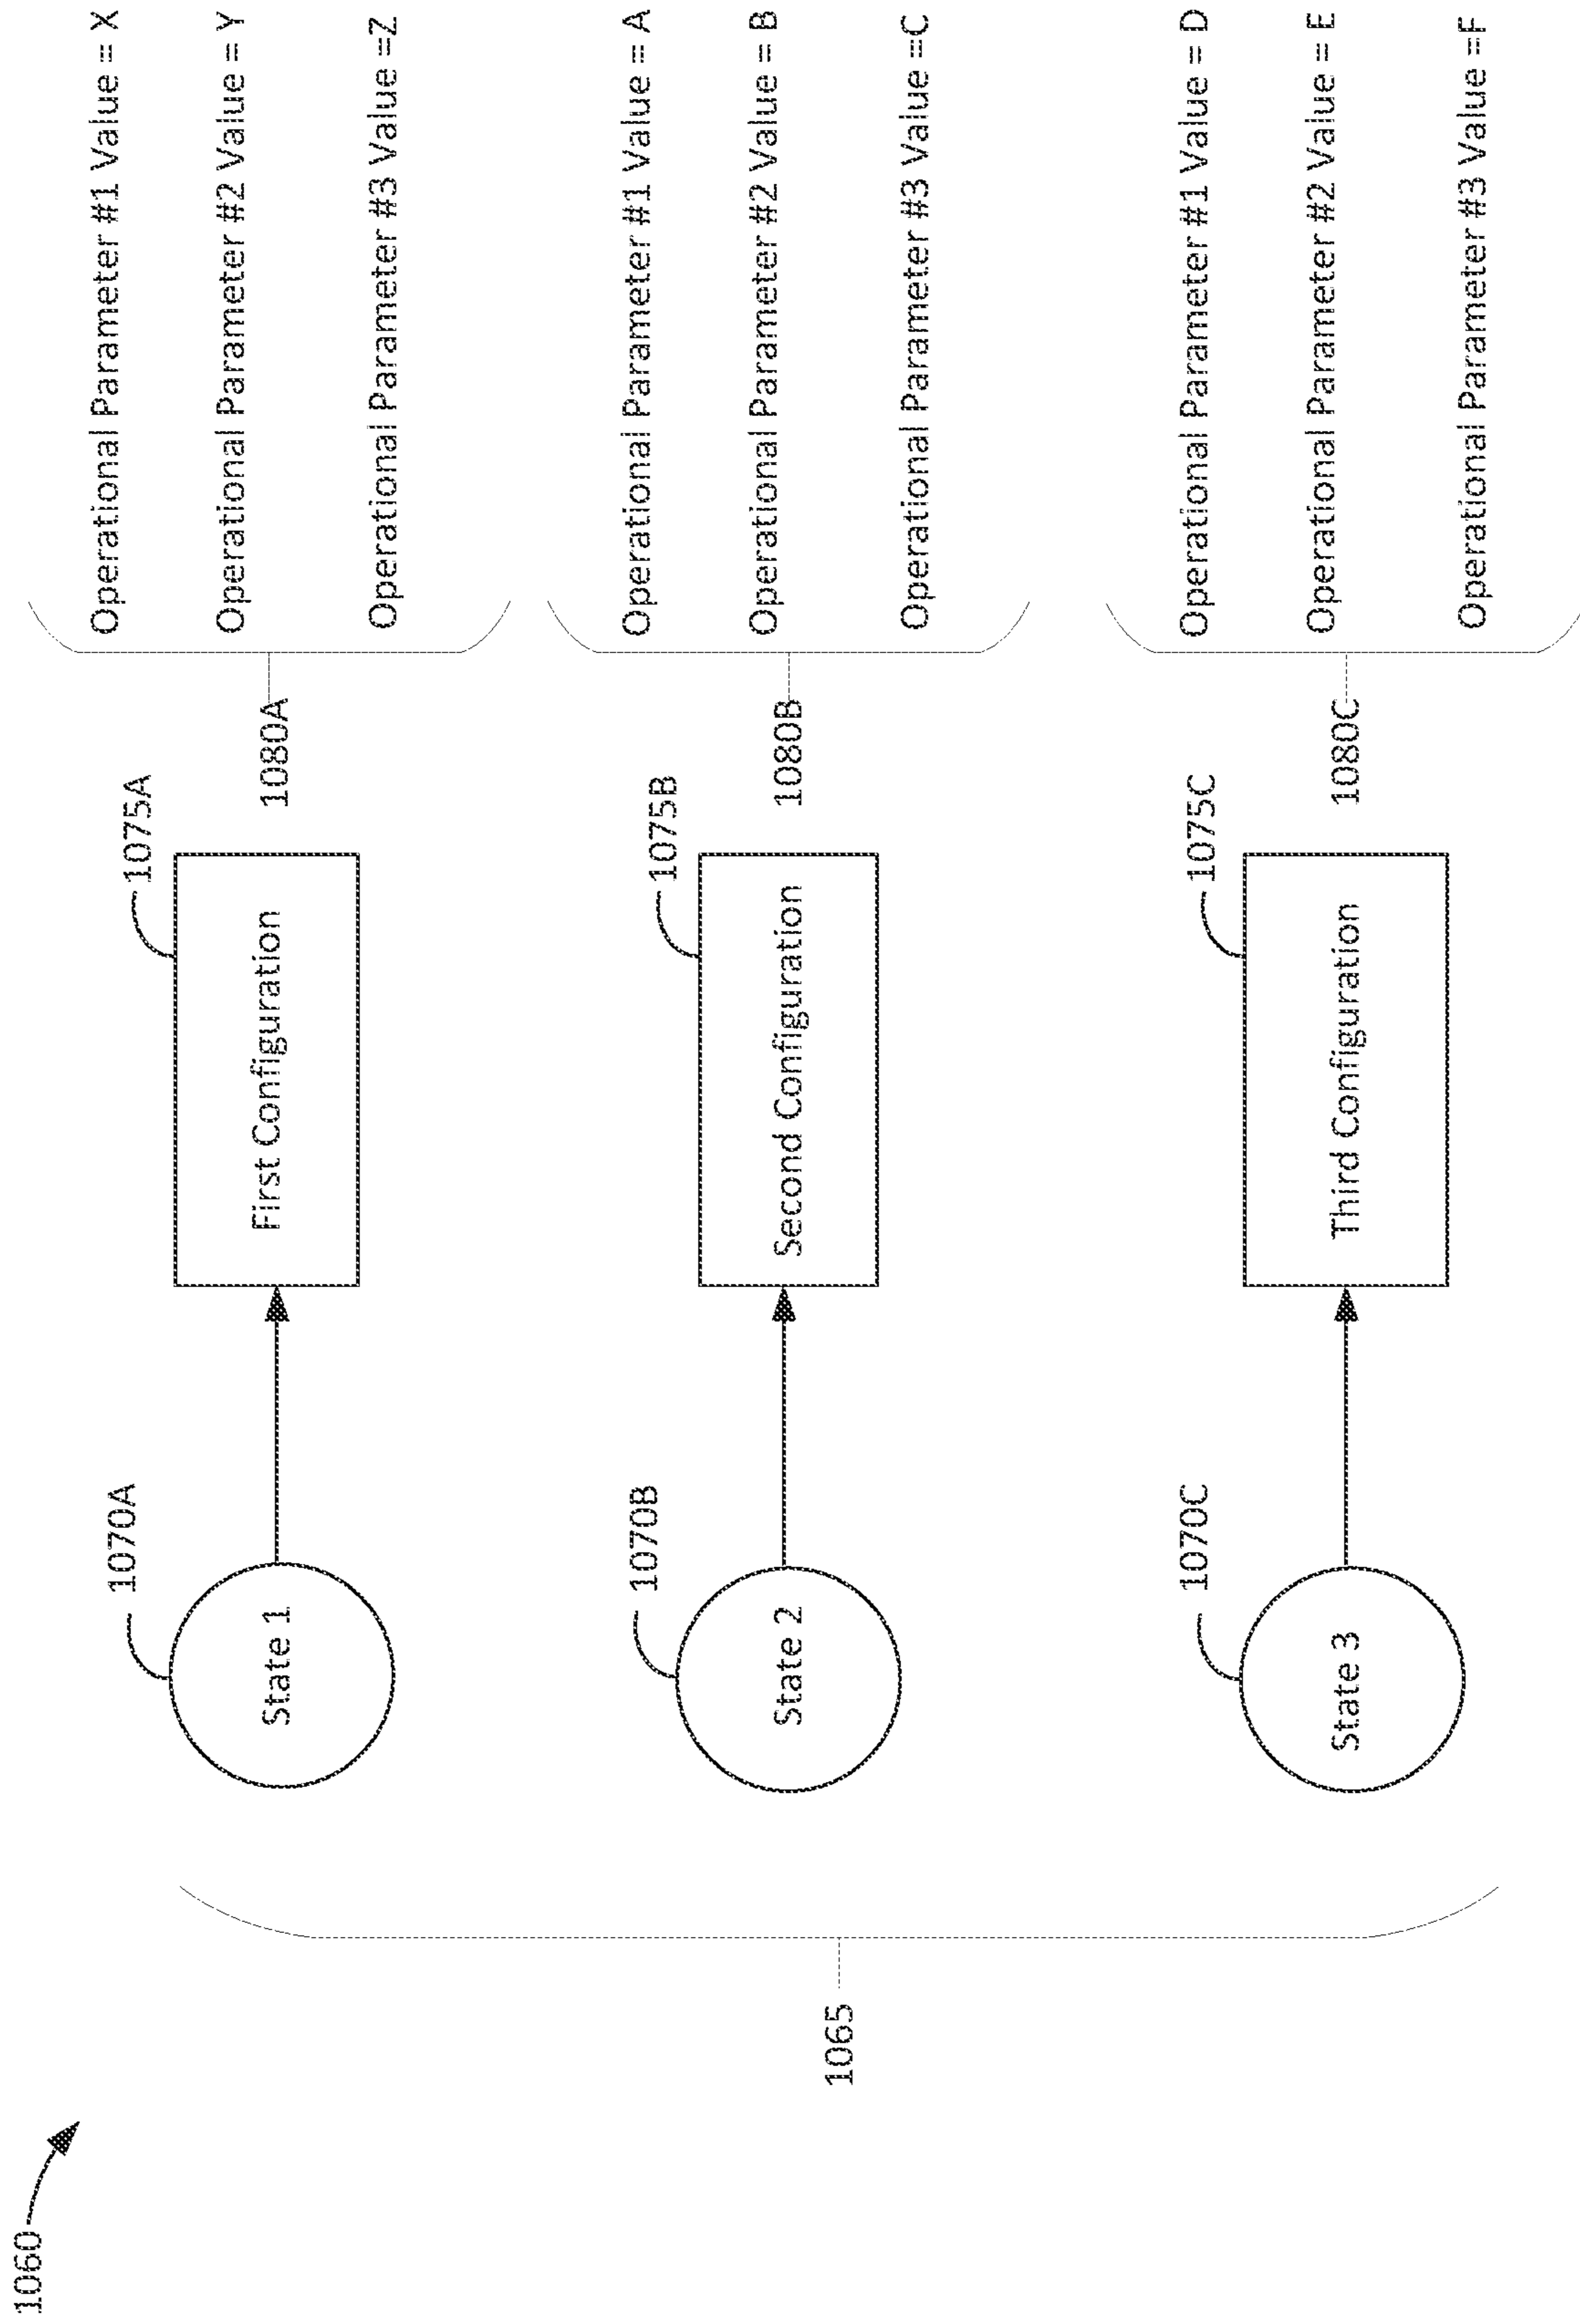 1060
1065
1070A
State 1
1075A
First Configuration
1080A
Operational Parameter #1 Value = X
Operational Parameter #2 Value = Y
Operational Parameter #3 Value =Z
1070B
State 2
1075B
Second Configuration
1080B
Operational Parameter #1 Value = A
Operational Parameter #2 Value = B
Operational Parameter #3 Value =C
1070C
State 3
1075C
Third Configuration
1080C
Operational Parameter #1 Value = D
Operational Parameter #2 Value = E
Operational Parameter #3 Value =F